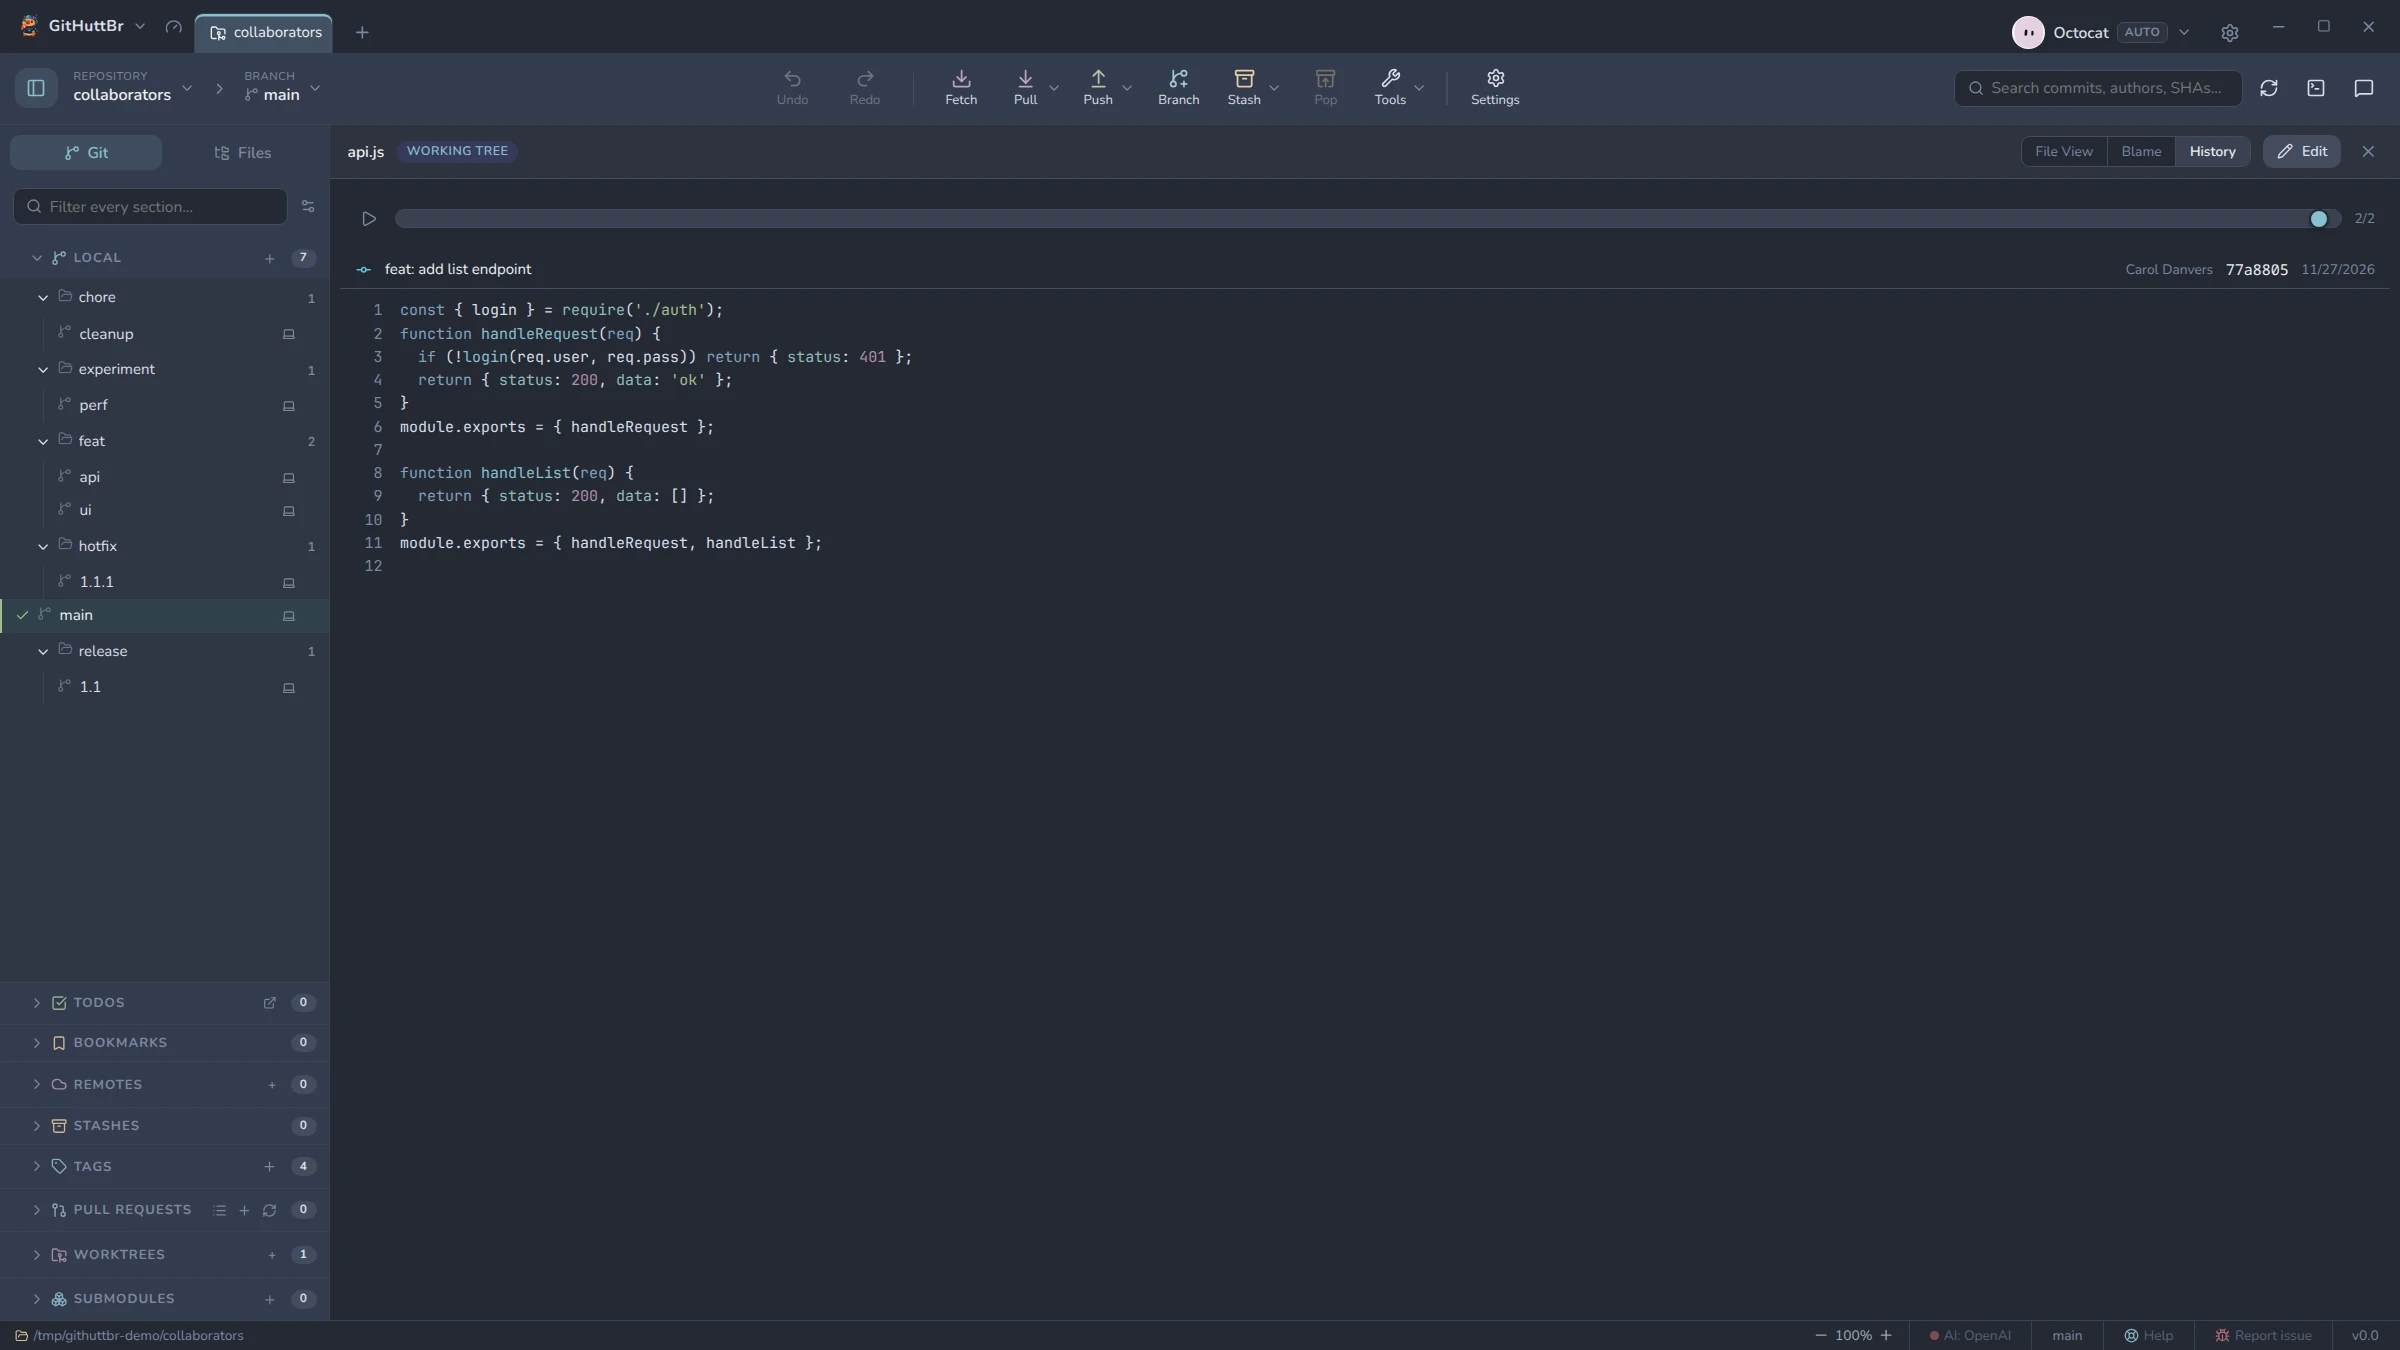 GitHuttBr
collaborators
Octocat AUTO
REPOSITORY
collaborators
BRANCH
main
Undo
Redo
Fetch
Pull
Push
Branch
Stash
Pop
Tools
Settings
Search commits, authors, SHAs...
Git
Files
api.js WORKING TREE
File View
Blame
History
Edit
Filter every section...
2/2
feat: add list endpoint
Carol Danvers 77a8805 11/27/2026
LOCAL 7
chore 1
cleanup
experiment 1
perf
feat 2
api
ui
hotfix 1
1.1.1
main
release 1
1.1
1 const { login } = require('./auth');
2 function handleRequest(req) {
3 if (!login(req.user, req.pass)) return { status: 401 };
4 return { status: 200, data: 'ok' };
5 }
6 module.exports = { handleRequest };
7
8 function handleList(req) {
9 return { status: 200, data: [] };
10 }
11 module.exports = { handleRequest, handleList };
12
TODOS 0
BOOKMARKS 0
REMOTES 0
STASHES 0
TAGS 4
PULL REQUESTS 0
WORKTREES 1
SUBMODULES 0
/tmp/githuttbr-demo/collaborators
100%
AI: OpenAI
main
Help
Report issue
v0.0